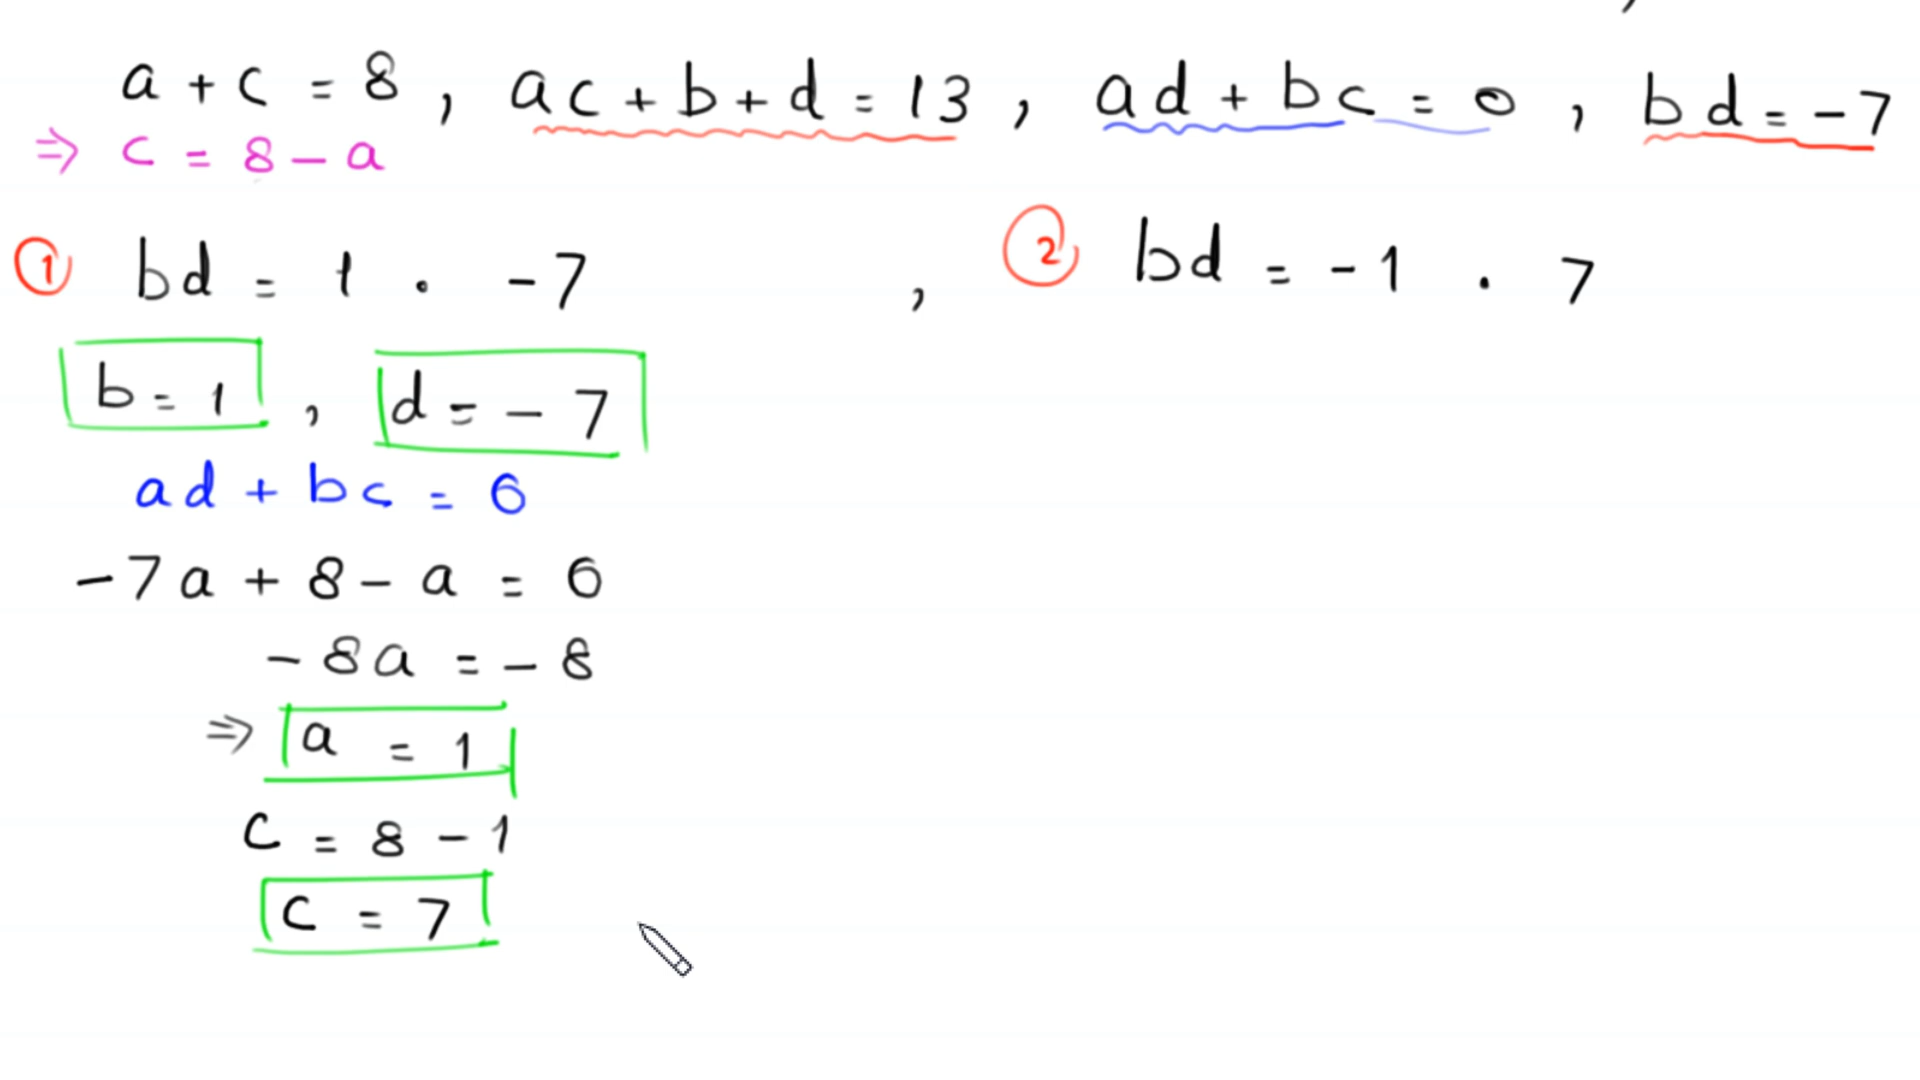 a + c = 8 , ac + b + d = 13 , ad + bc = 0 , bd = -7
⇒ c = 8 - a
① bd = 1 · -7 , ② bd = -1 · 7
b = 1 , d = -7
ad + bc = 6
-7a + 8 - a = 6
-8a = -8
⇒ a = 1
c = 8 - 1
c = 7